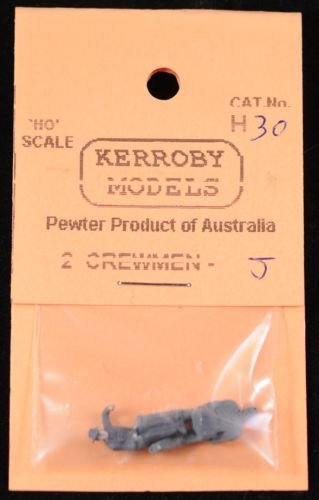 CAT.No.
'HO' H 30
SCALE
KERROBY
MODELS
Pewter Product of Australia
2 CREWMEN - J